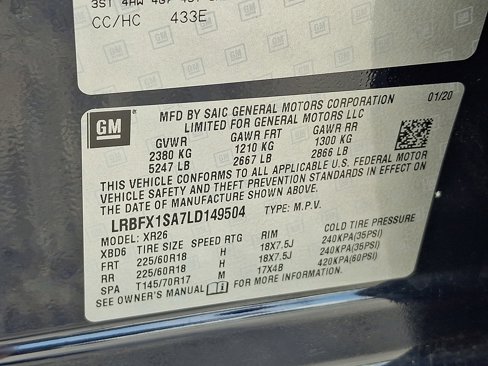 CC/HC 433E
GM
MFD BY SAIC GENERAL MOTORS CORPORATION 01/20
LIMITED FOR GENERAL MOTORS LLC
GVWR GAWR FRT GAWR RR
2380 KG 1210 KG 1300 KG
5247 LB 2667 LB 2866 LB
THIS VEHICLE CONFORMS TO ALL APPLICABLE U.S. FEDERAL MOTOR
VEHICLE SAFETY AND THEFT PREVENTION STANDARDS IN EFFECT ON
THE DATE OF MANUFACTURE SHOWN ABOVE.
LRBFX1SA7LD149504 TYPE: M.P.V.
MODEL: XR26
XBD6 TIRE SIZE SPEED RTG RIM COLD TIRE PRESSURE
FRT 225/60R18 H 18X7.5J 240KPA(35PSI)
RR 225/60R18 H 18X7.5J 240KPA(35PSI)
SPA T145/70R17 M 17X4B 420KPA(60PSI)
SEE OWNER'S MANUAL FOR MORE INFORMATION.